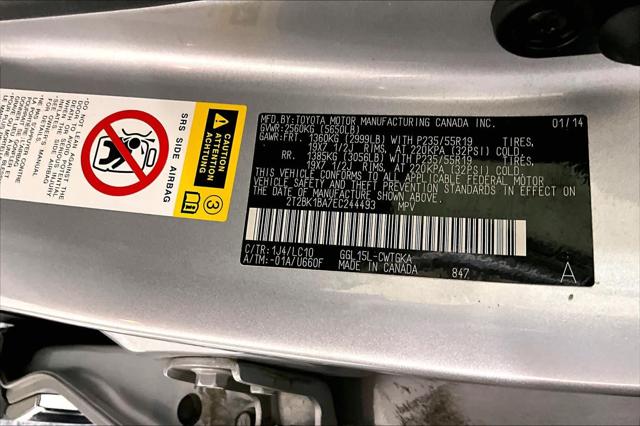 MFD.BY:TOYOTA MOTOR MANUFACTURING CANADA INC. 01/14
GVWR:2560KG (5650LB)
GAWR:FRT. 1360KG (2999LB) WITH P235/55R19 TIRES,
19X7 1/2J RIMS, AT 220KPA (32PSI) COLD.
RR. 1385KG (3053LB) WITH P235/55R19 TIRES,
19X7 1/2J RIMS, AT 220KPA (32PSI) COLD.
THIS VEHICLE CONFORMS TO ALL APPLICABLE FEDERAL MOTOR
VEHICLE SAFETY AND THEFT PREVENTION STANDARDS IN EFFECT ON
THE DATE OF MANUFACTURE SHOWN ABOVE.
2T2BK1BA7EC244493 MPV
C/TR:1J4/LC10 GGL15L-CWTGKA
A/TM:-01A/U660F MADE IN CANADA 847 A
SRS SIDE AIRBAG
CAUTION
ATTENTION
ACHTUNG
3